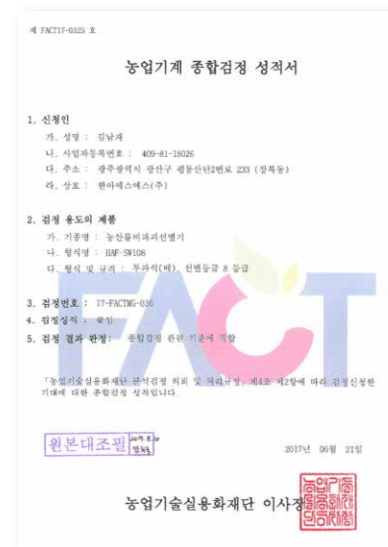 제 FACT17-0325 호
농업기계 종합검정 성적서
1. 신청인
가. 성명 : 김남재
나. 사업자등록번호 : 409-81-18026
다. 주소 : 광주광역시 광산구 평동산단2번로 233 (장록동)
라. 상호 : 한아에스에스(주)
2. 검정 용도의 제품
가. 기종명 : 농산물비파괴선별기
나. 형식명 : HAF-SW108
다. 형식 및 규격 : 투과식(배), 선별등급 8 등급
3. 검정번호 : 17-FACTMG-036
4. 검정성적 : 붙임
5. 검정 결과 판정: 종합검정 관련 기준에 적합
FACT
「농업기술실용화재단 분석검정 의뢰 및 처리규정」제4조 제2항에 따라 검정신청한
기대에 대한 종합검정 성적입니다.
원본대조필
2017년 06월 21일
농업기술실용화재단 이사장